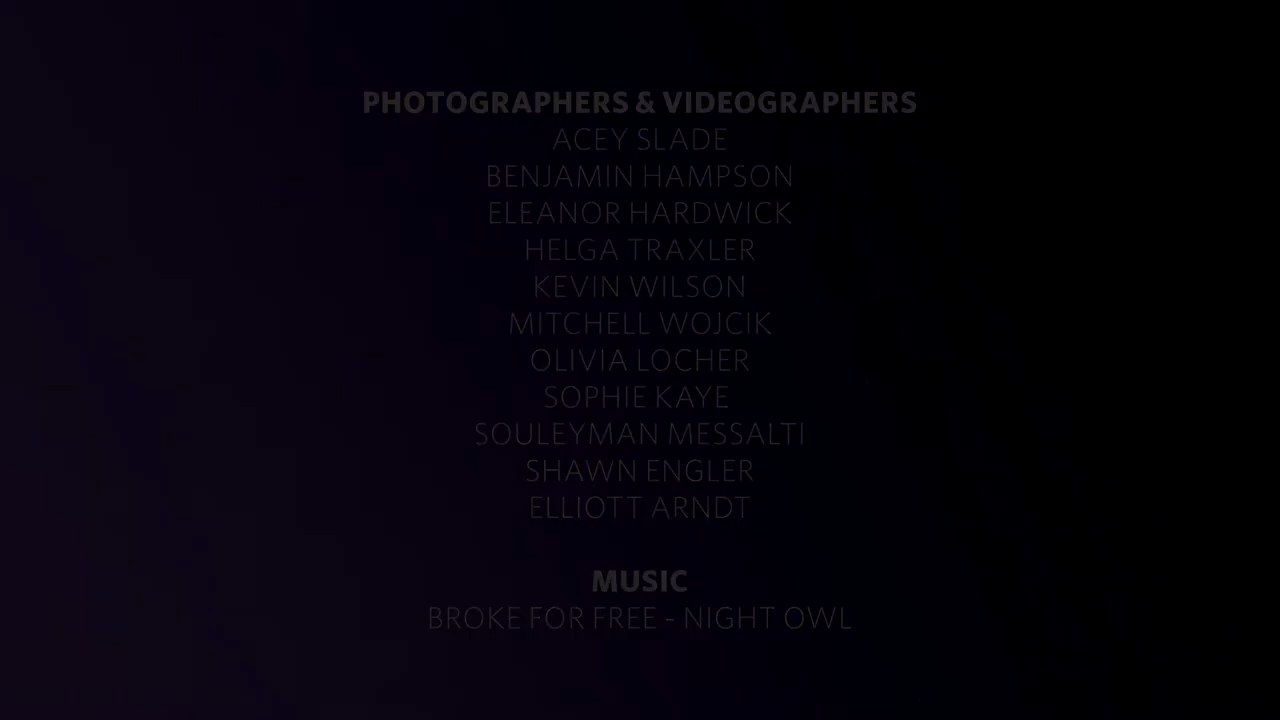 PHOTOGRAPHERS & VIDEOGRAPHERS
ACEY SLADE
BENJAMIN HAMPSON
ELEANOR HARDWICK
HELGA TRAXLER
KEVIN WILSON
MITCHELL WOJCIK
OLIVIA LOCHER
SOPHIE KAYE
SOULEYMAN MESSALTI
SHAWN ENGLER
ELLIOTT ARNDT
MUSIC
BROKE FOR FREE - NIGHT OWL